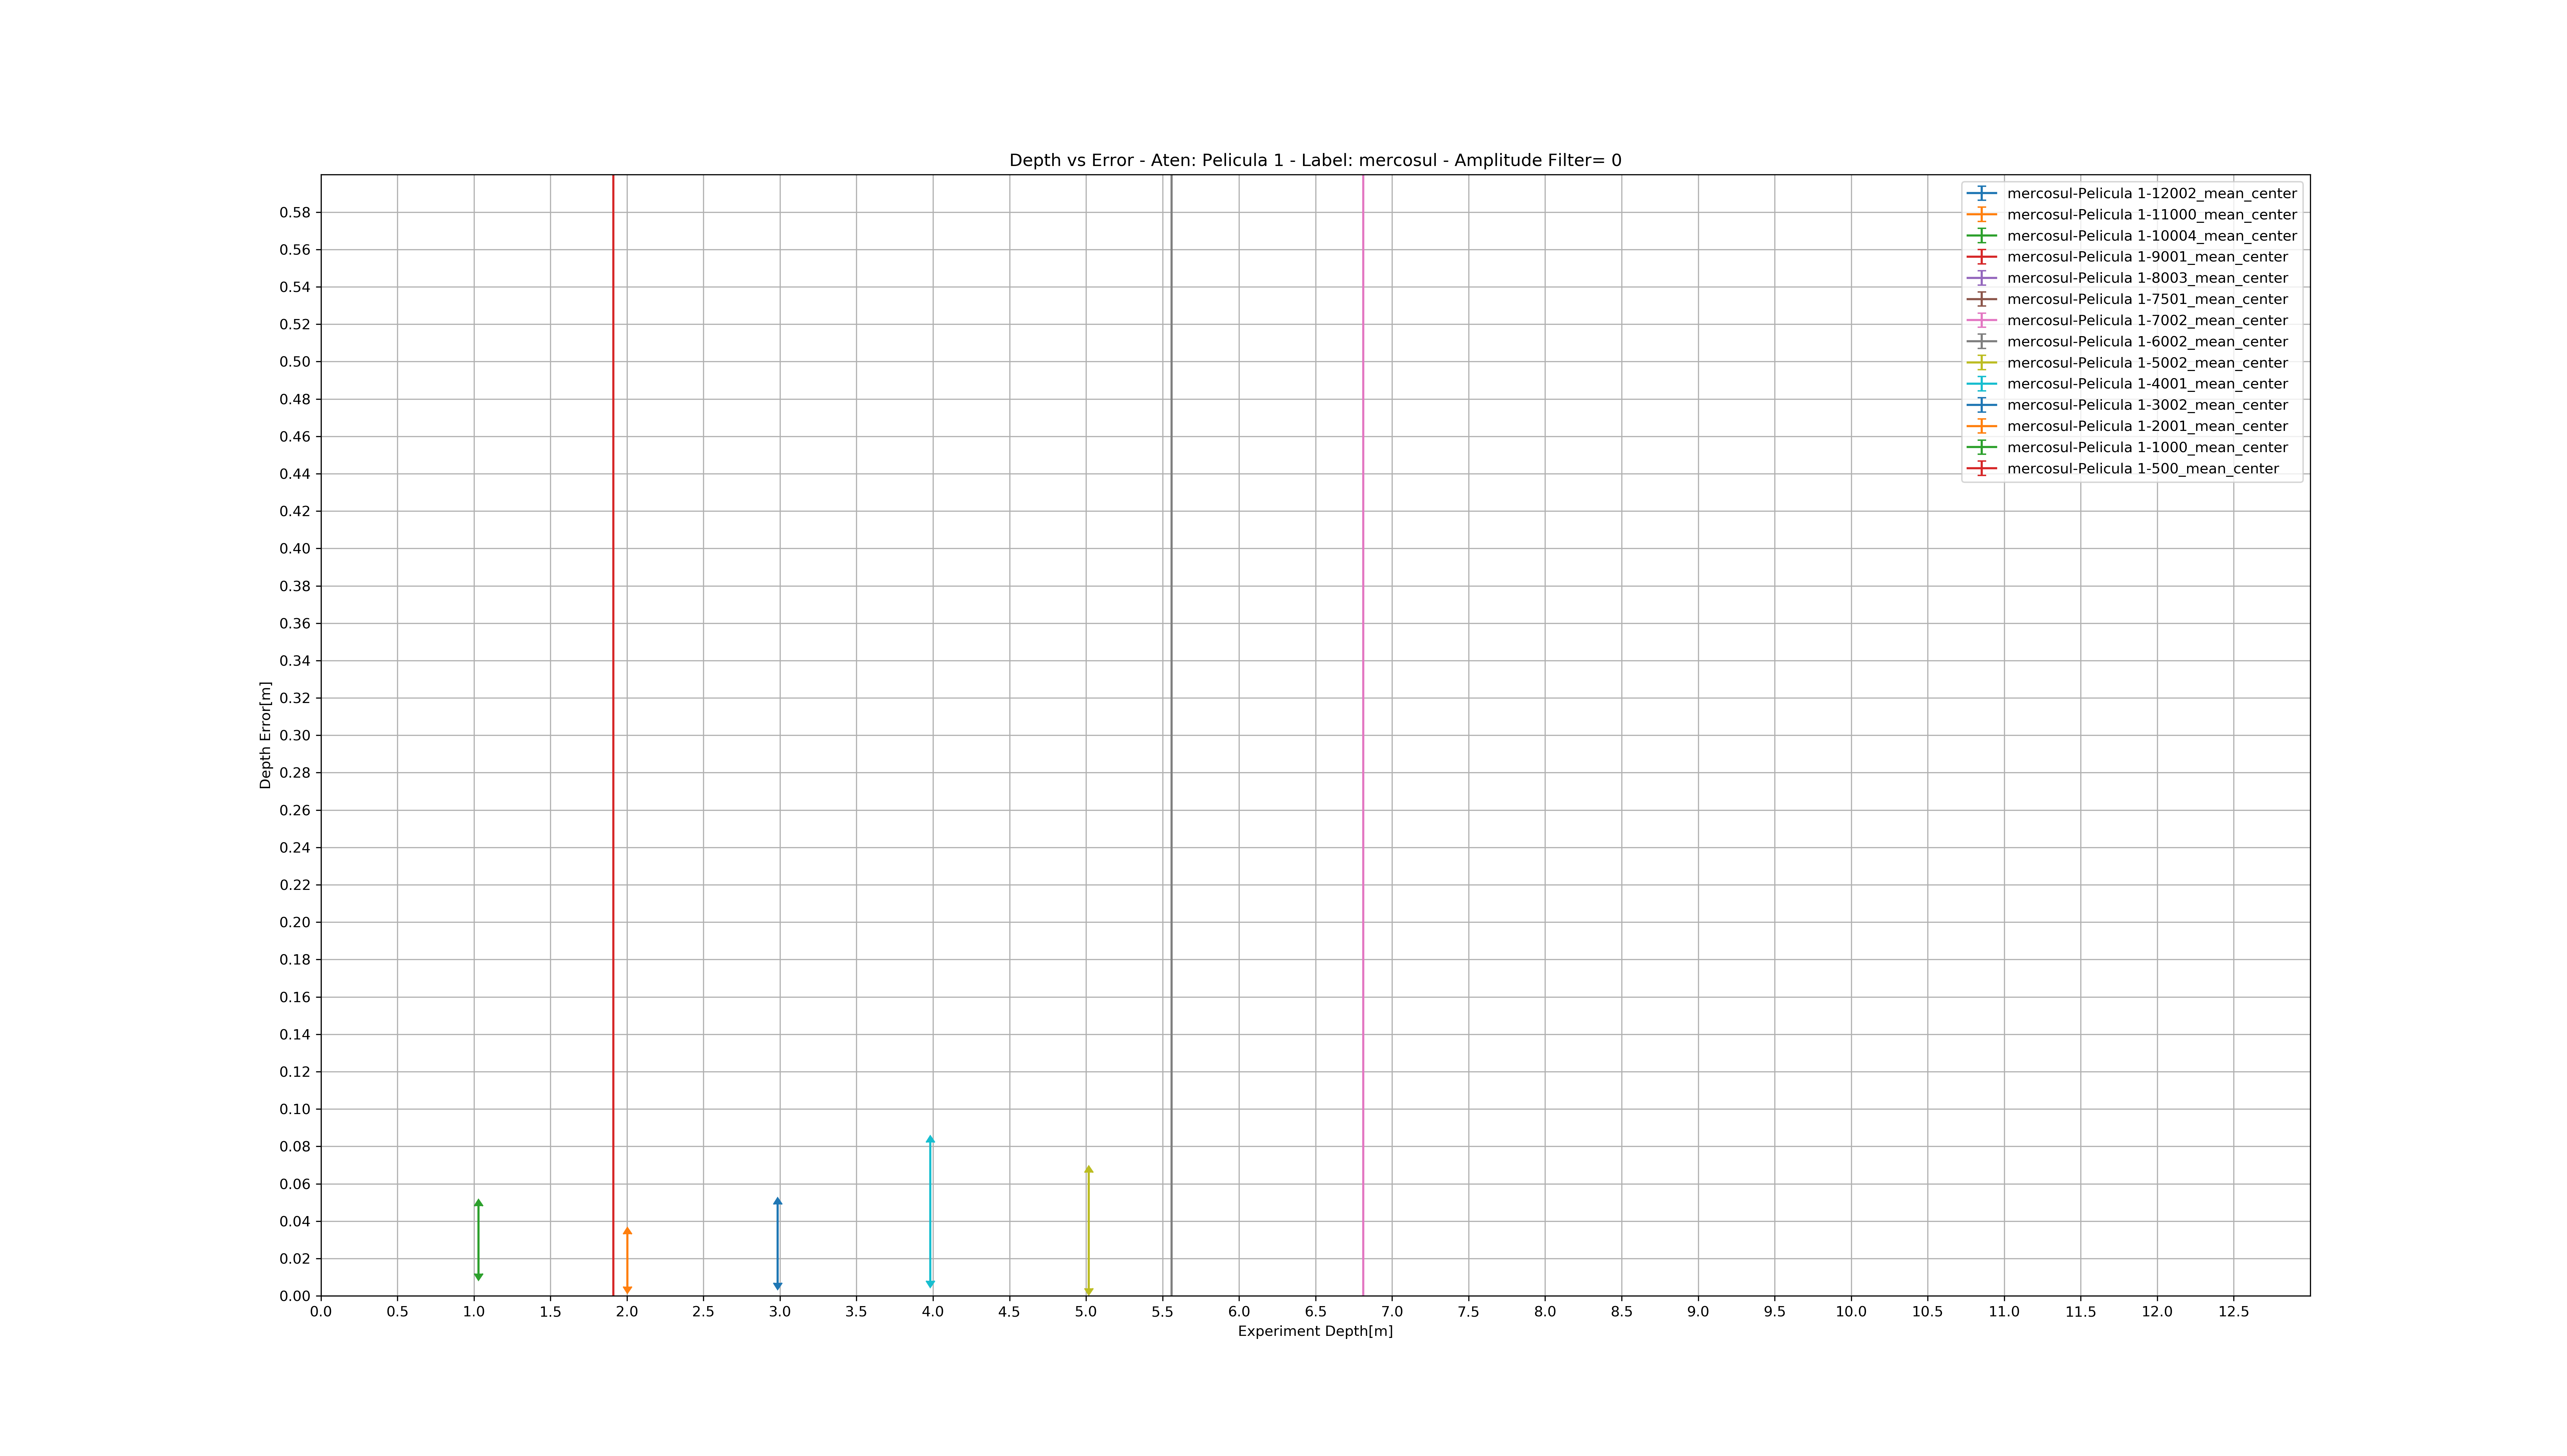 Depth vs Error - Aten: Pelicula 1 - Label: mercosul - Amplitude Filter= 0
mercosul-Pelicula 1-12002_mean_center
mercosul-Pelicula 1-11000_mean_center
mercosul-Pelicula 1-10004_mean_center
mercosul-Pelicula 1-9001_mean_center
mercosul-Pelicula 1-8003_mean_center
mercosul-Pelicula 1-7501_mean_center
mercosul-Pelicula 1-7002_mean_center
mercosul-Pelicula 1-6002_mean_center
mercosul-Pelicula 1-5002_mean_center
mercosul-Pelicula 1-4001_mean_center
mercosul-Pelicula 1-3002_mean_center
mercosul-Pelicula 1-2001_mean_center
mercosul-Pelicula 1-1000_mean_center
mercosul-Pelicula 1-500_mean_center
Depth Error[m]
0.58
0.56
0.54
0.52
0.50
0.48
0.46
0.44
0.42
0.40
0.38
0.36
0.34
0.32
0.30
0.28
0.26
0.24
0.22
0.20
0.18
0.16
0.14
0.12
0.10
0.08
0.06
0.04
0.02
0.00
0.0 0.5 1.0 1.5 2.0 2.5 3.0 3.5 4.0 4.5 5.0 5.5 6.0 6.5 7.0 7.5 8.0 8.5 9.0 9.5 10.0 10.5 11.0 11.5 12.0 12.5
Experiment Depth[m]